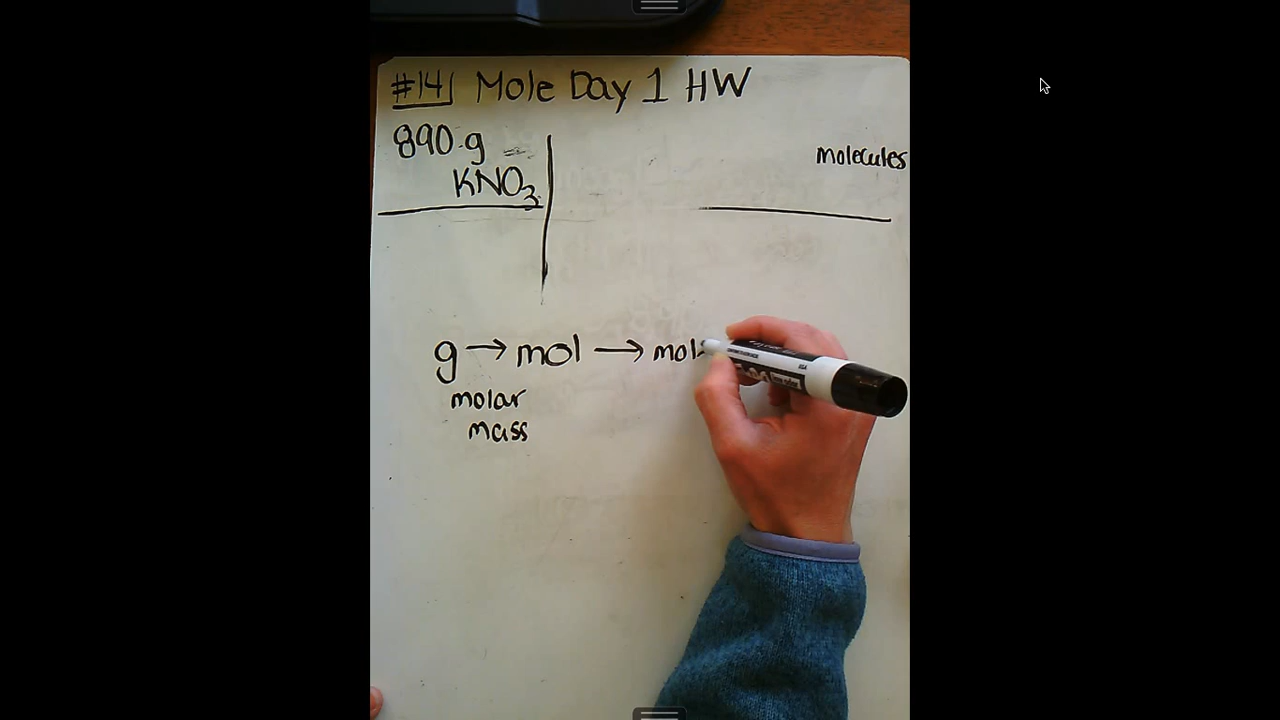 #14 Mole Day 1 HW
890. g
KNO3
molecules
g → mol → mol
molar
mass